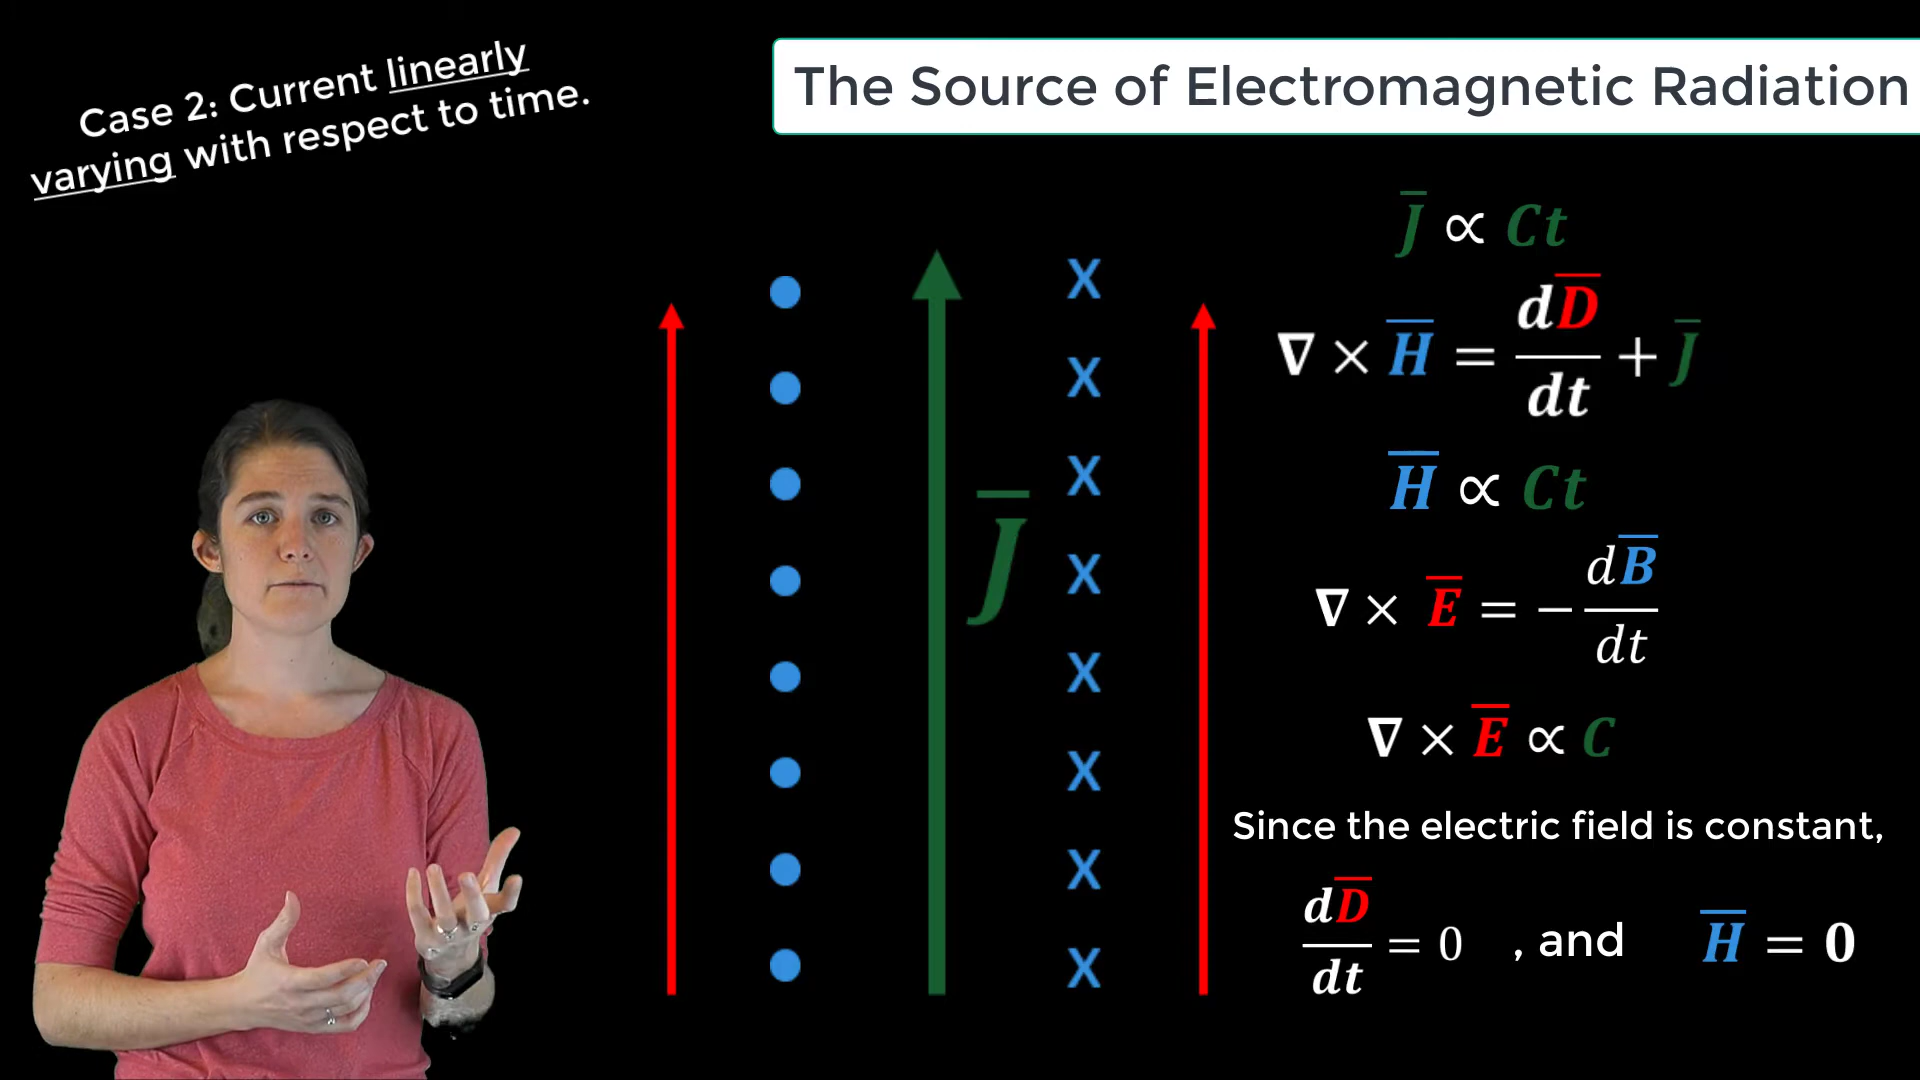 Case 2: Current linearly
varying with respect to time.
The Source of Electromagnetic Radiation
J̅ ∝ Ct
∇ × H̅ = dD̅/dt + J̅
H̅ ∝ Ct
∇ × E̅ = − dB̅/dt
∇ × E̅ ∝ C
Since the electric field is constant,
dD̅/dt = 0 , and H̅ = 0
X
X
X
J̅
X
X
X
X
X